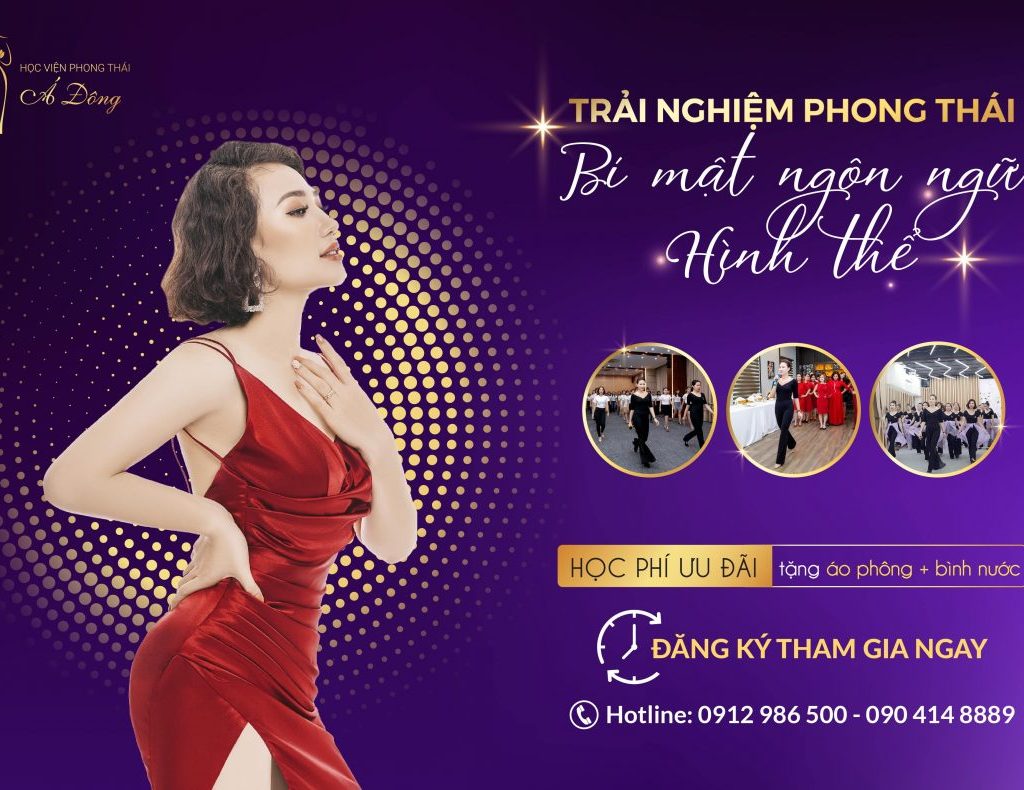 HỌC VIỆN PHONG THÁI
Á Đông
TRẢI NGHIỆM PHONG THÁI
Bí mật ngôn ngữ
Hình thể
HỌC PHÍ ƯU ĐÃI tặng áo phông + bình nước
ĐĂNG KÝ THAM GIA NGAY
Hotline: 0912 986 500 - 090 414 8889